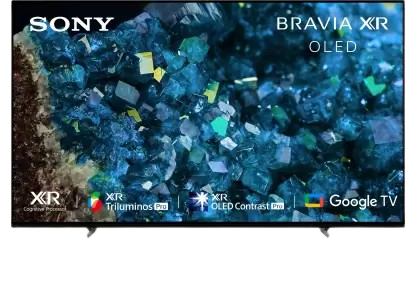 SONY
BRAVIA XR
OLED
XR
Cognitive Processor
XR
Triluminos Pro
XR
OLED Contrast Pro
Google TV